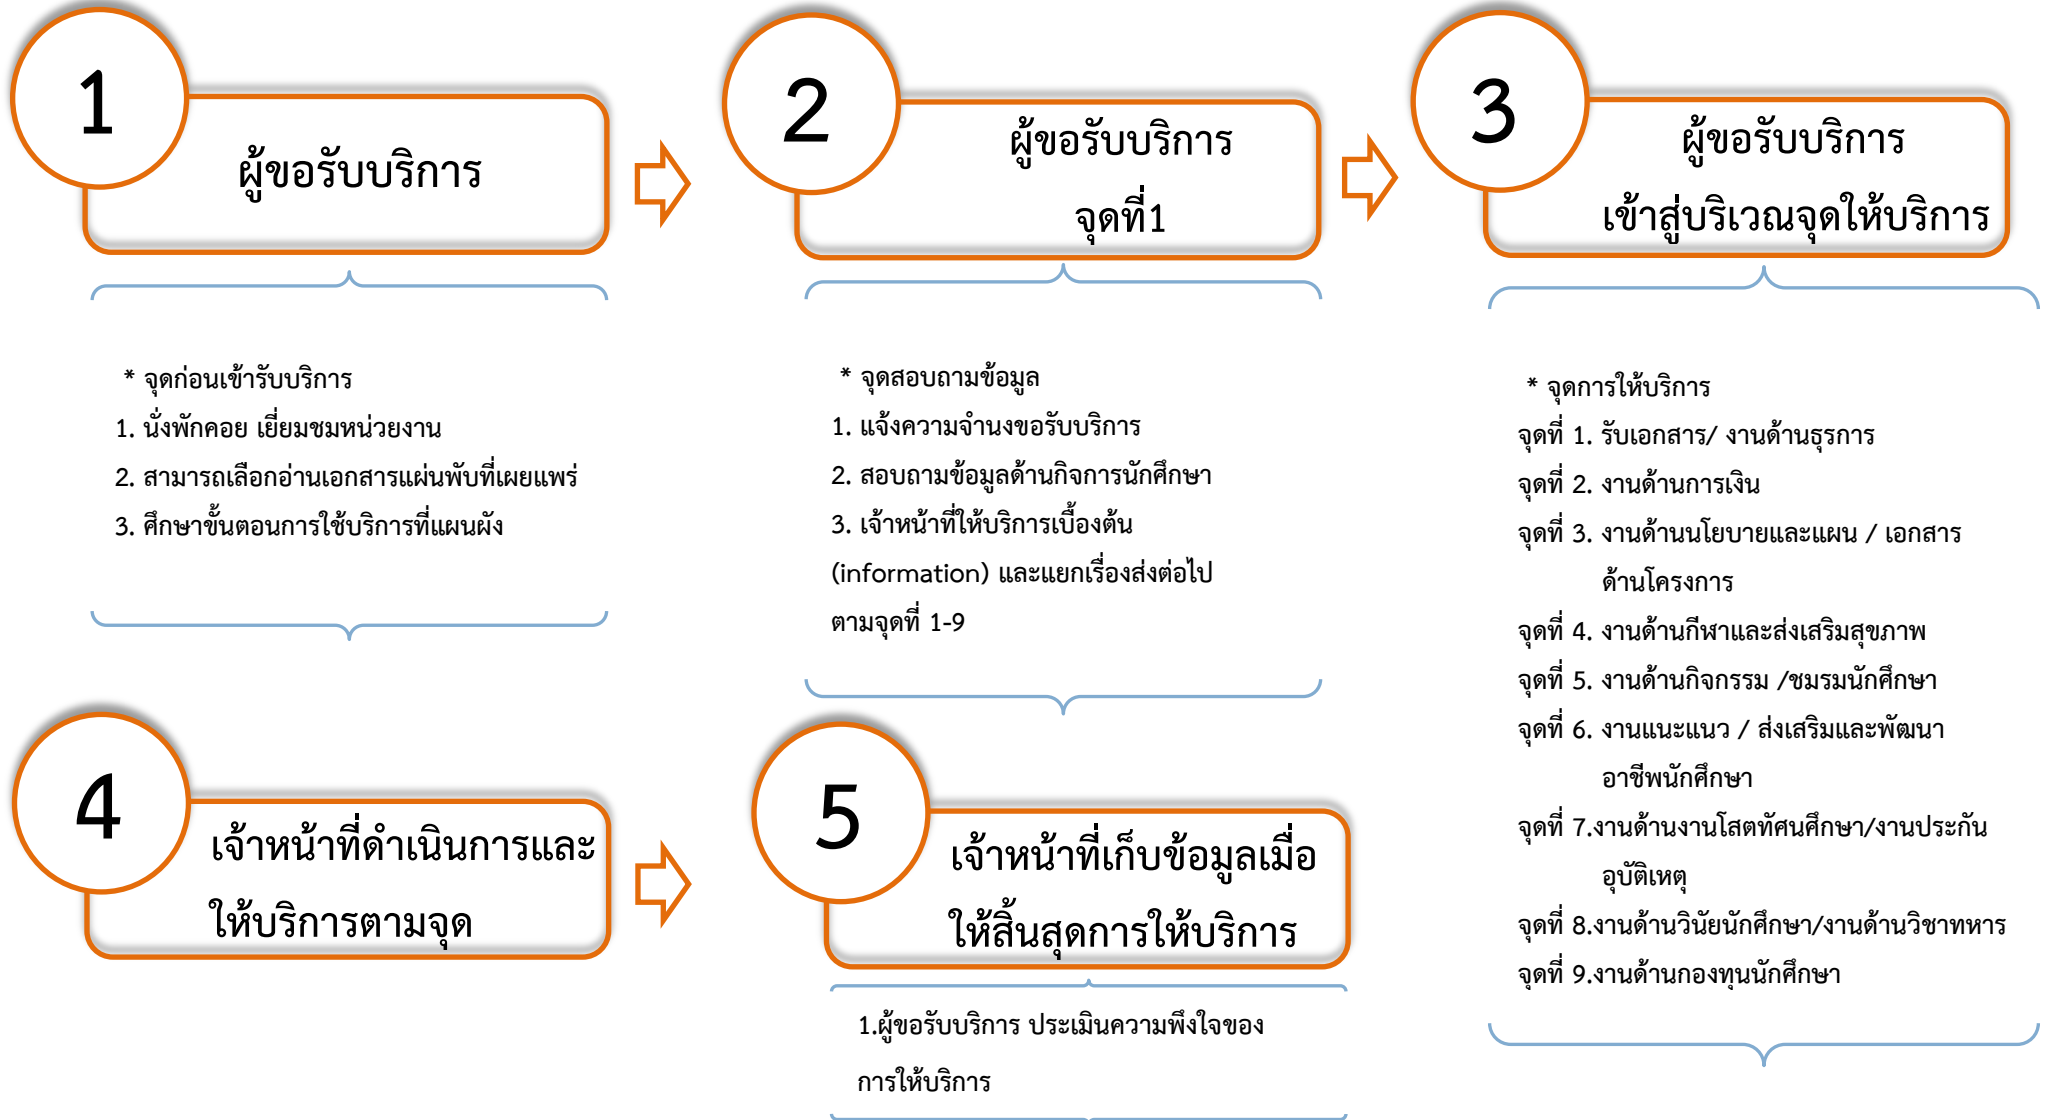 1
ผู้ขอรับบริการ
* จุดก่อนเข้ารับบริการ
1. นั่งพักคอย เยี่ยมชมหน่วยงาน
2. สามารถเลือกอ่านเอกสารแผ่นพับที่เผยแพร่
3. ศึกษาขั้นตอนการใช้บริการที่แผนผัง
2
ผู้ขอรับบริการ
จุดที่1
* จุดสอบถามข้อมูล
1. แจ้งความจำนงขอรับบริการ
2. สอบถามข้อมูลด้านกิจการนักศึกษา
3. เจ้าหน้าที่ให้บริการเบื้องต้น
(information) และแยกเรื่องส่งต่อไป
ตามจุดที่ 1-9
3
ผู้ขอรับบริการ
เข้าสู่บริเวณจุดให้บริการ
* จุดการให้บริการ
จุดที่ 1. รับเอกสาร/ งานด้านธุรการ
จุดที่ 2. งานด้านการเงิน
จุดที่ 3. งานด้านนโยบายและแผน / เอกสาร
ด้านโครงการ
จุดที่ 4. งานด้านกีฬาและส่งเสริมสุขภาพ
จุดที่ 5. งานด้านกิจกรรม /ชมรมนักศึกษา
จุดที่ 6. งานแนะแนว / ส่งเสริมและพัฒนา
อาชีพนักศึกษา
จุดที่ 7.งานด้านงานโสตทัศนศึกษา/งานประกัน
อุบัติเหตุ
จุดที่ 8.งานด้านวินัยนักศึกษา/งานด้านวิชาทหาร
จุดที่ 9.งานด้านกองทุนนักศึกษา
4
เจ้าหน้าที่ดำเนินการและ
ให้บริการตามจุด
5
เจ้าหน้าที่เก็บข้อมูลเมื่อ
ให้สิ้นสุดการให้บริการ
1.ผู้ขอรับบริการ ประเมินความพึงใจของ
การให้บริการ